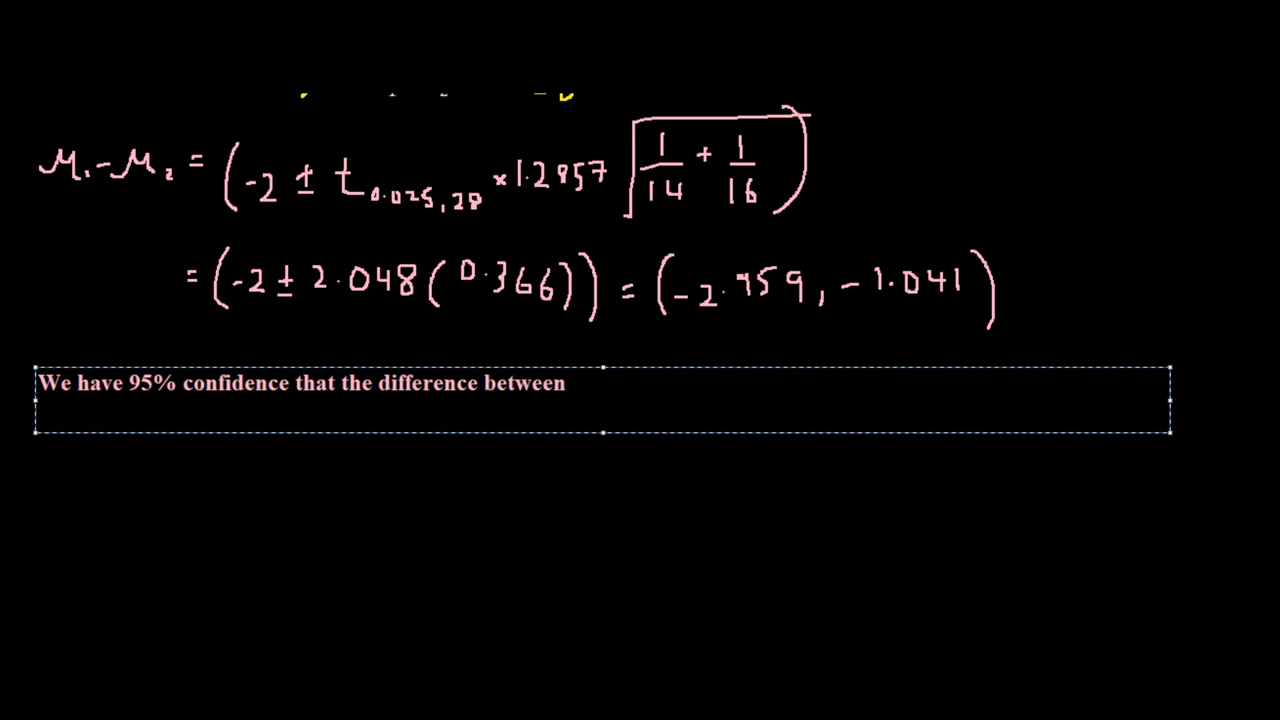 μ₁-μ₂ = (-2 ± t₀.₀₂₅,₂₈ × 1.2857 √(1/14 + 1/16))
= (-2 ± 2.048(0.366)) = (-2.959, -1.041)
We have 95% confidence that the difference between